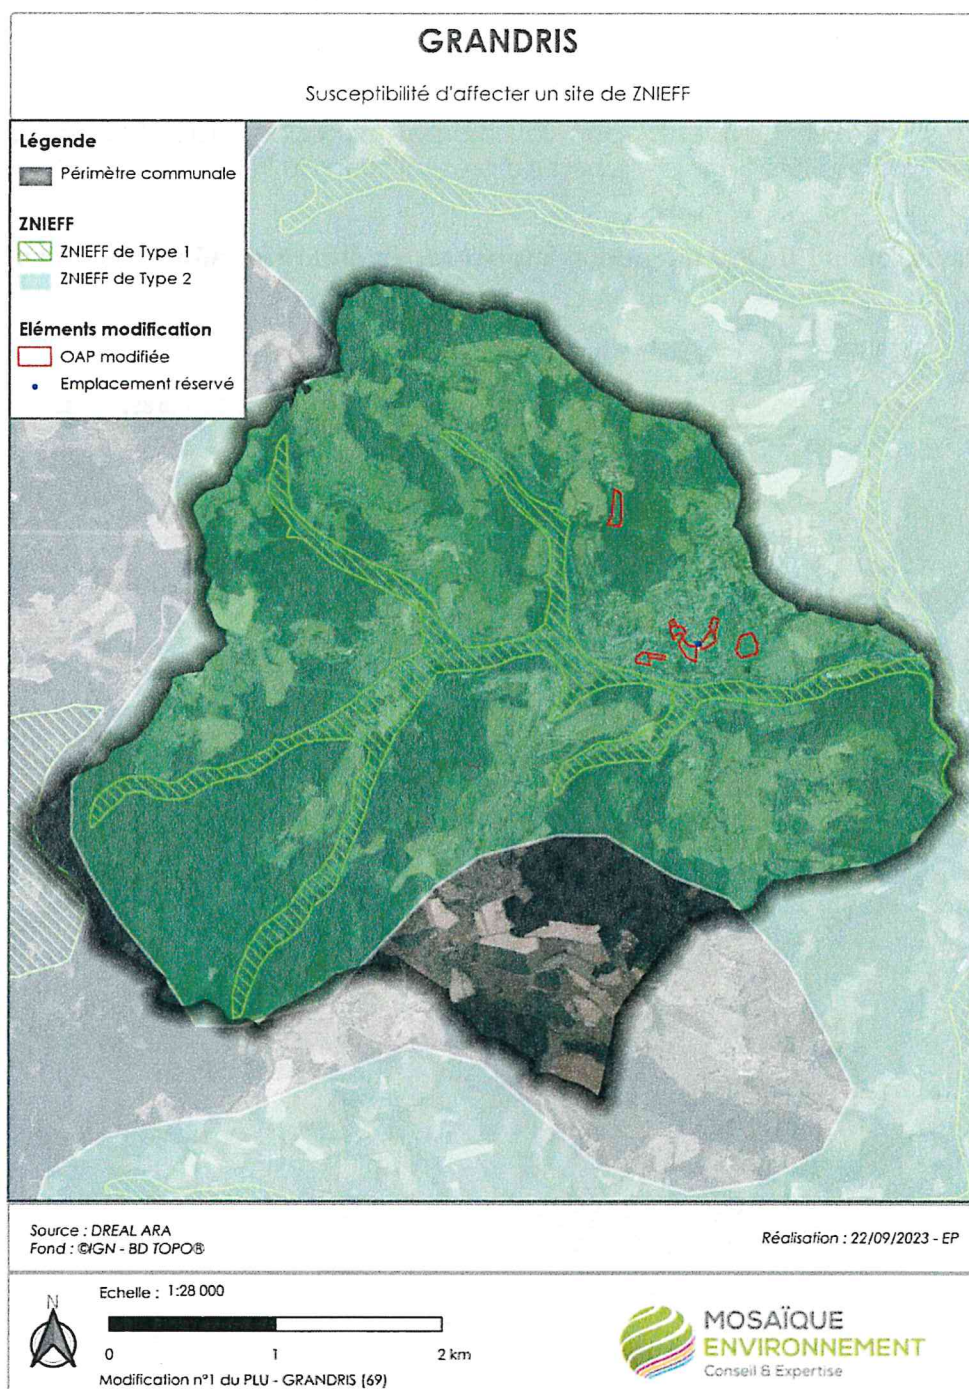 GRANDRIS
Susceptibilité d'affecter un site de ZNIEFF
Légende
Périmètre communale
ZNIEFF
ZNIEFF de Type 1
ZNIEFF de Type 2
Eléments modification
OAP modifiée
Emplacement réservé
Source : DREAL ARA
Fond : ©IGN - BD TOPO®
Réalisation : 22/09/2023 - EP
N
Echelle : 1:28 000
0 1 2 km
Modification n°1 du PLU - GRANDRIS (69)
MOSAÏQUE
ENVIRONNEMENT
Conseil & Expertise